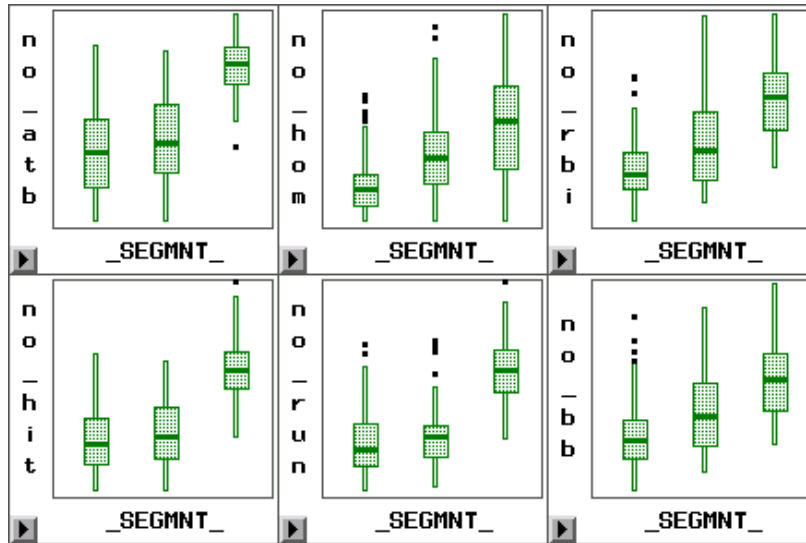 no_atb
_SEGMNT_
no_hom
_SEGMNT_
no_rbi
_SEGMNT_
no_hit
_SEGMNT_
no_run
_SEGMNT_
no_bb
_SEGMNT_